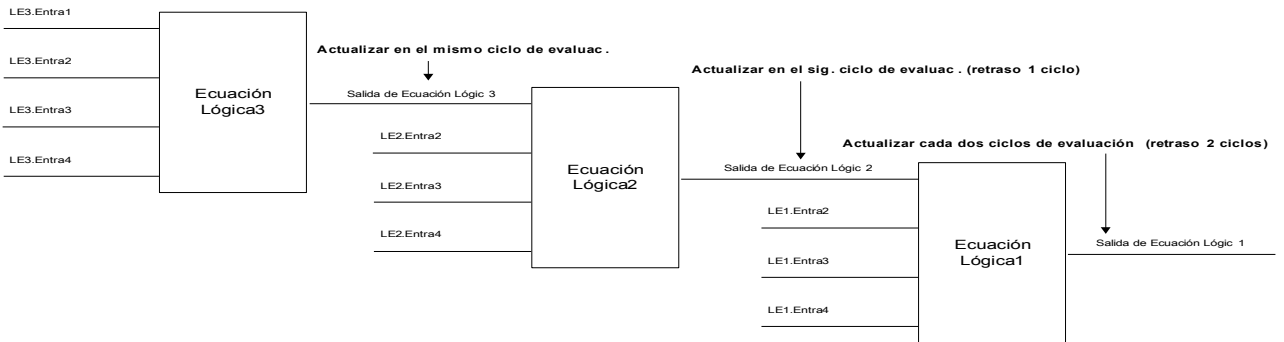 LE3.Entra1
LE3.Entra2
LE3.Entra3
LE3.Entra4
Ecuación
Lógica3
Actualizar en el mismo ciclo de evaluac .
Salida de Ecuación Lógic 3
LE2.Entra2
LE2.Entra3
LE2.Entra4
Ecuación
Lógica2
Actualizar en el sig. ciclo de evaluac . (retraso 1 ciclo)
Salida de Ecuación Lógic 2
LE1.Entra2
LE1.Entra3
LE1.Entra4
Ecuación
Lógica1
Actualizar cada dos ciclos de evaluación (retraso 2 ciclos)
Salida de Ecuación Lógic 1